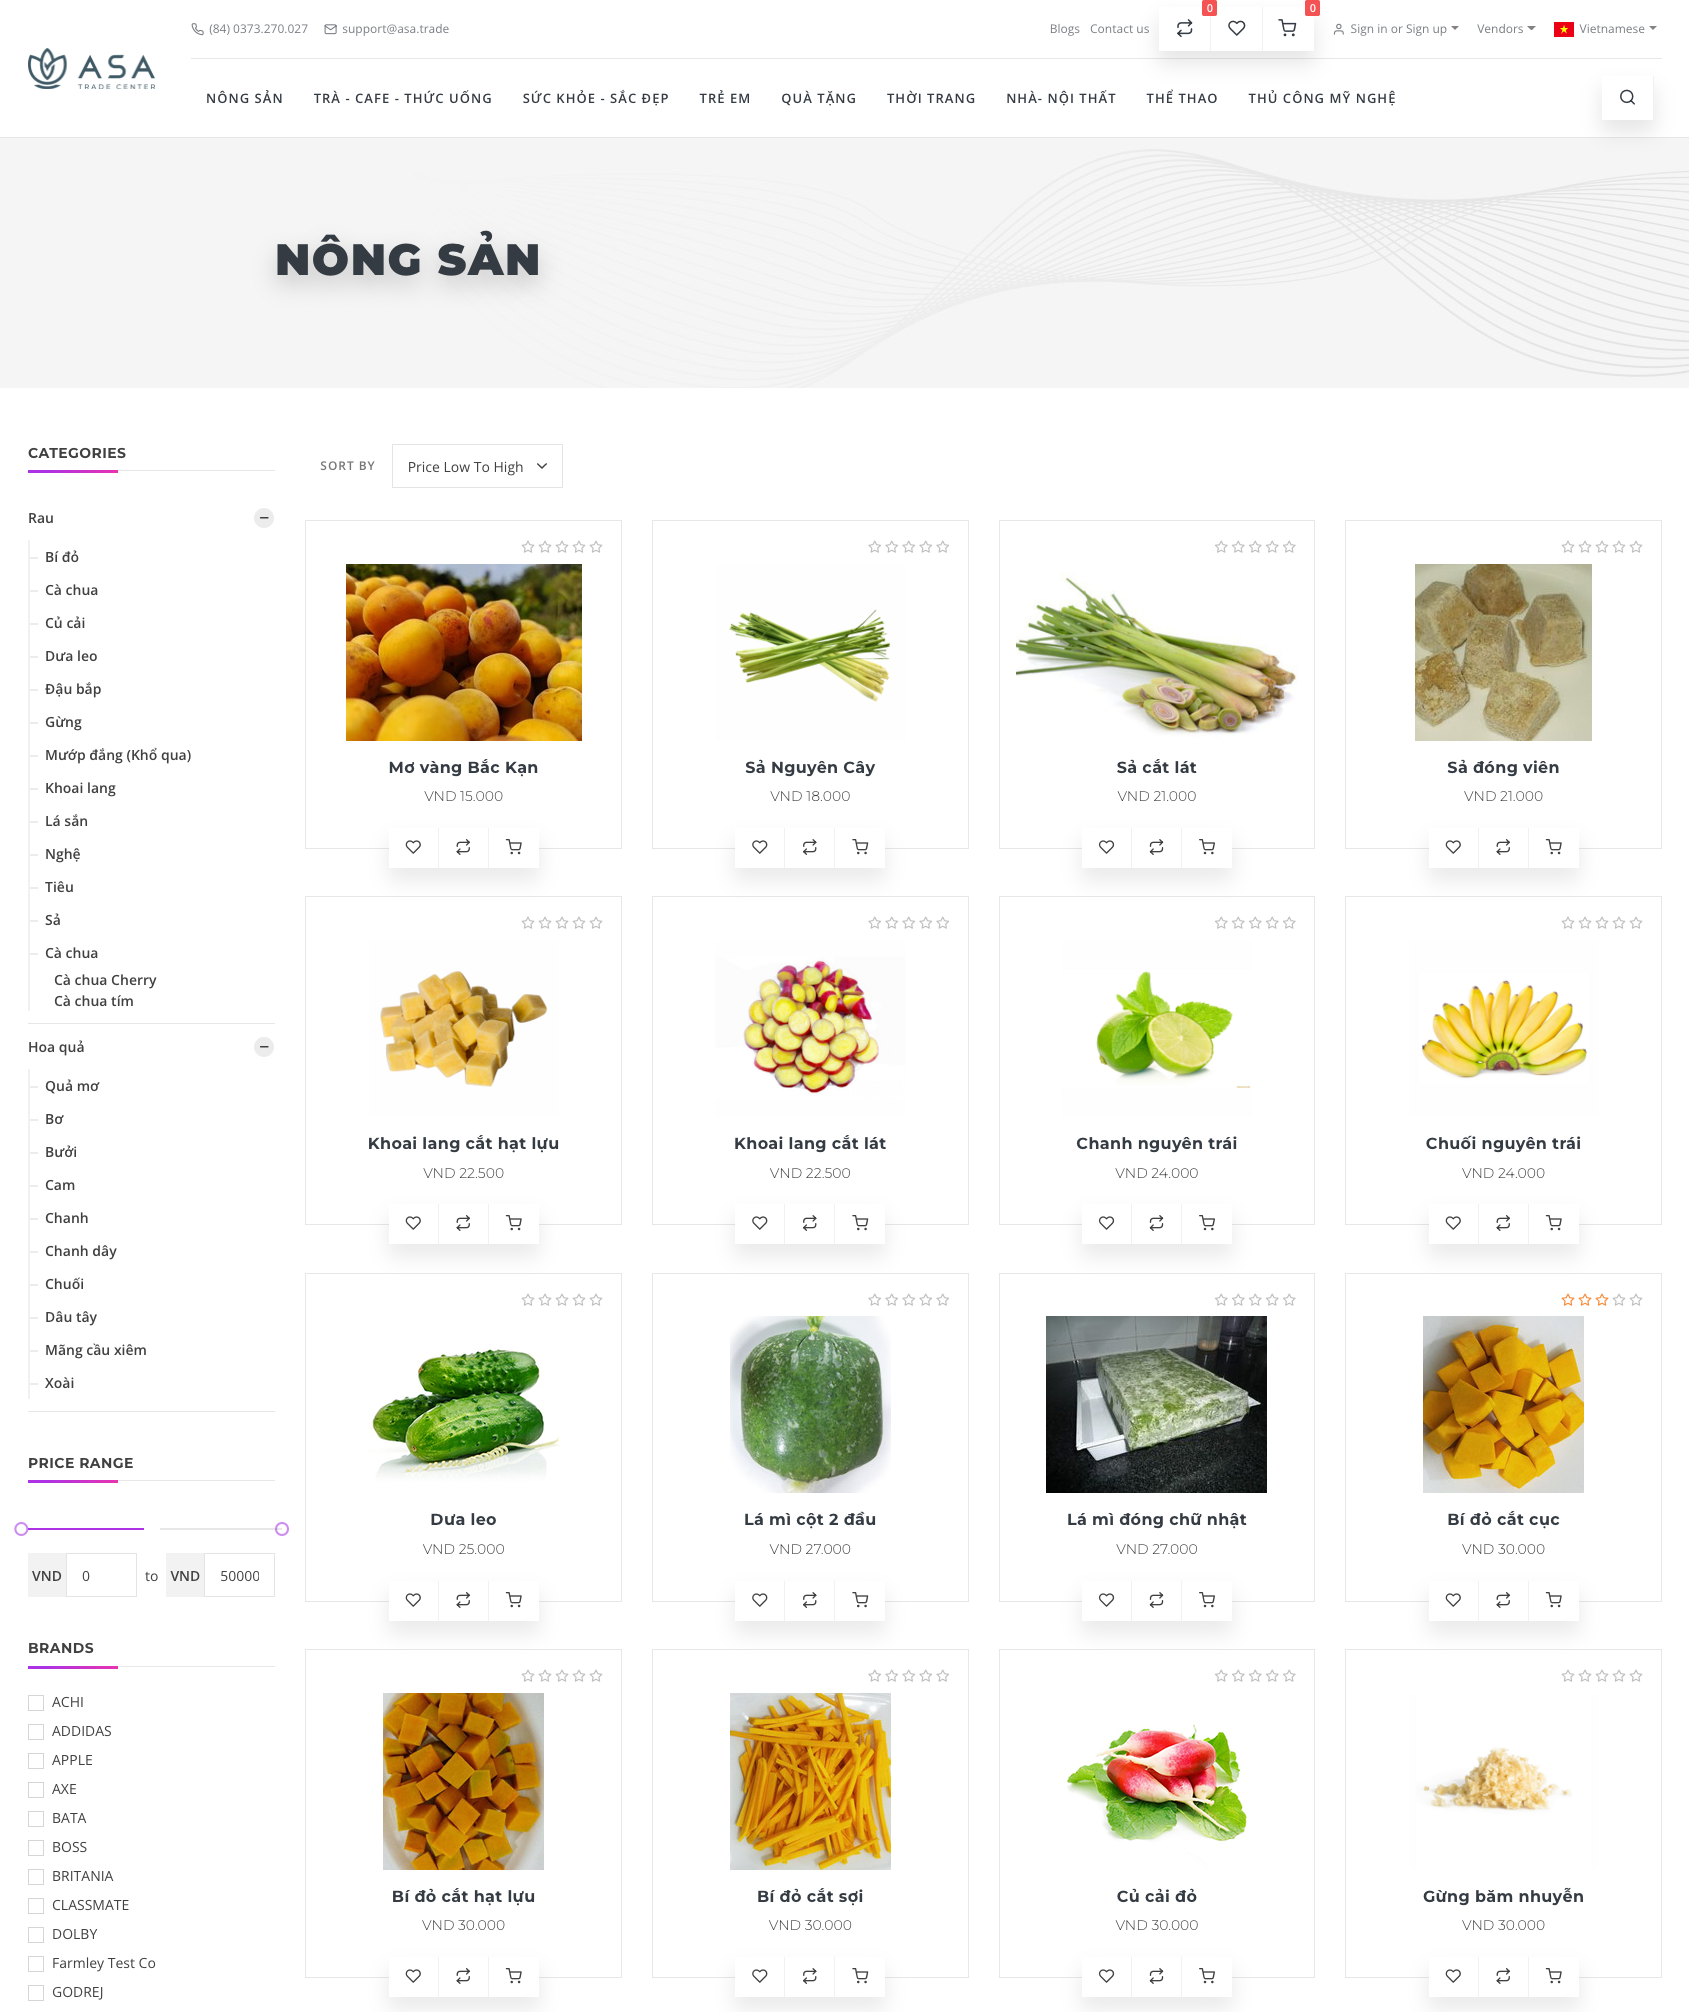 (84) 0373.270.027 support@asa.trade
Blogs Contact us 0 0 Sign in or Sign up Vendors Vietnamese
ASA
TRADE CENTER
NÔNG SẢN TRÀ - CAFE - THỨC UỐNG SỨC KHỎE - SẮC ĐẸP TRẺ EM QUÀ TẶNG THỜI TRANG NHÀ- NỘI THẤT THỂ THAO THỦ CÔNG MỸ NGHỆ
NÔNG SẢN
CATEGORIES
Rau
Bí đỏ
Cà chua
Củ cải
Dưa leo
Đậu bắp
Gừng
Mướp đắng (Khổ qua)
Khoai lang
Lá sắn
Nghệ
Tiêu
Sả
Cà chua
Cà chua Cherry
Cà chua tím
Hoa quả
Quả mơ
Bơ
Bưởi
Cam
Chanh
Chanh dây
Chuối
Dâu tây
Mãng cầu xiêm
Xoài
PRICE RANGE
VND 0 to VND 50000
BRANDS
ACHI
ADDIDAS
APPLE
AXE
BATA
BOSS
BRITANIA
CLASSMATE
DOLBY
Farmley Test Co
GODREJ
SORT BY Price Low To High
Mơ vàng Bắc Kạn
VND 15.000
Sả Nguyên Cây
VND 18.000
Sả cắt lát
VND 21.000
Sả đóng viên
VND 21.000
Khoai lang cắt hạt lựu
VND 22.500
Khoai lang cắt lát
VND 22.500
Chanh nguyên trái
VND 24.000
Chuối nguyên trái
VND 24.000
Dưa leo
VND 25.000
Lá mì cột 2 đầu
VND 27.000
Lá mì đóng chữ nhật
VND 27.000
Bí đỏ cắt cục
VND 30.000
Bí đỏ cắt hạt lựu
VND 30.000
Bí đỏ cắt sợi
VND 30.000
Củ cải đỏ
VND 30.000
Gừng băm nhuyễn
VND 30.000